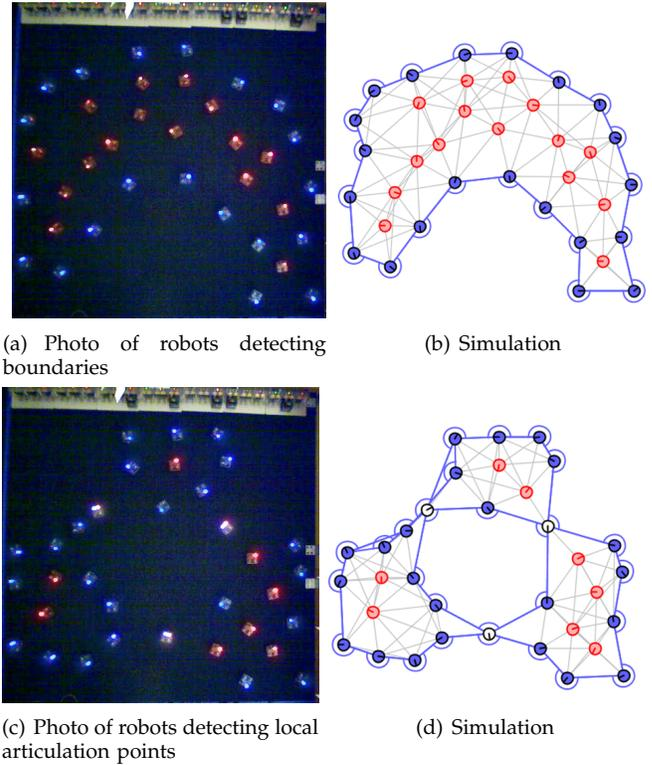 (a) Photo of robots detecting
boundaries
(b) Simulation
(c) Photo of robots detecting local
articulation points
(d) Simulation